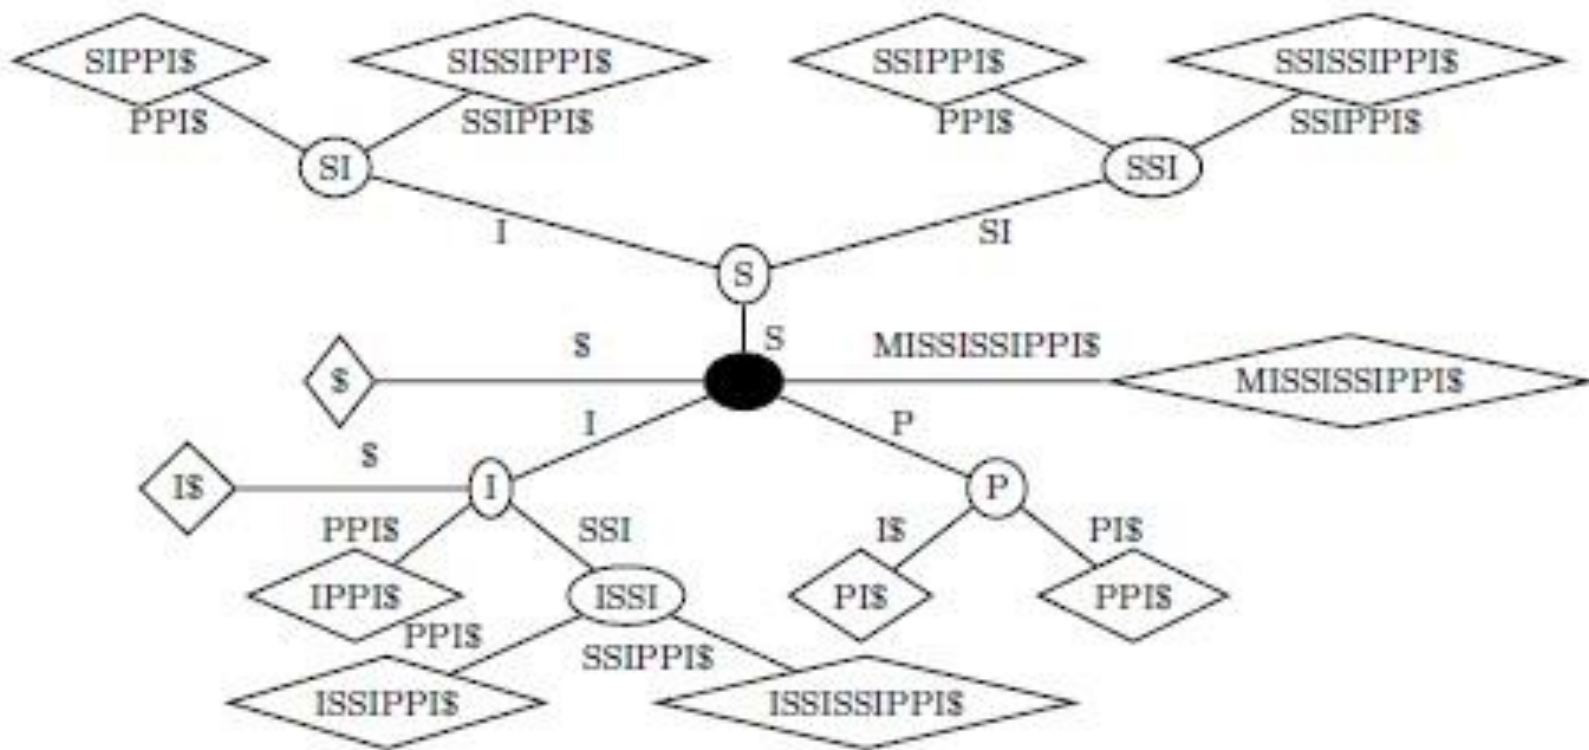 SIPPI$ SISSIPPI$ SSIPPI$ SSISSIPPI$
PPI$ SSIPPI$ PPI$ SSIPPI$
SI SSI
I SI
S
$ S MISSISSIPPI$
$ MISSISSIPPI$
I P
$
I$ I P
PPI$ SSI I$ PI$
IPPI$ ISSI PI$ PPI$
PPI$ SSIPPI$
ISSIPPI$ ISSISSIPPI$